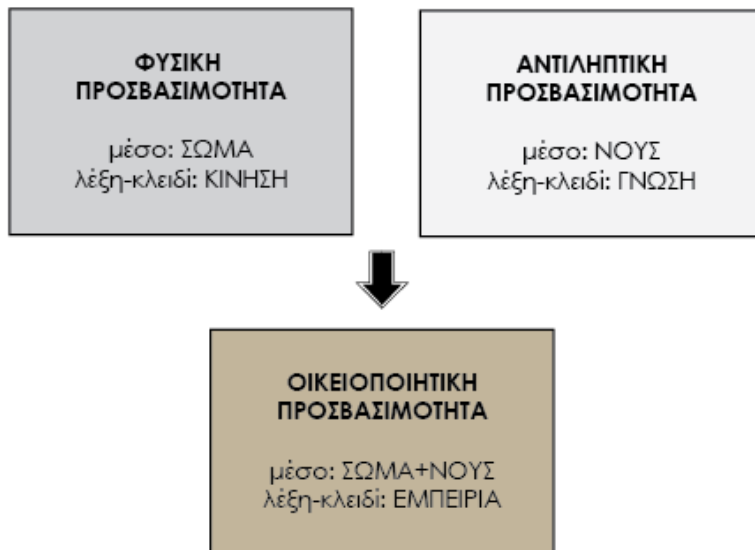 ΦΥΣΙΚΗ
ΠΡΟΣΒΑΣΙΜΟΤΗΤΑ
μέσο: ΣΩΜΑ
λέξη-κλειδί: ΚΙΝΗΣΗ
ΑΝΤΙΛΗΠΤΙΚΗ
ΠΡΟΣΒΑΣΙΜΟΤΗΤΑ
μέσο: ΝΟΥΣ
λέξη-κλειδί: ΓΝΩΣΗ
ΟΙΚΕΙΟΠΟΙΗΤΙΚΗ
ΠΡΟΣΒΑΣΙΜΟΤΗΤΑ
μέσο: ΣΩΜΑ+ΝΟΥΣ
λέξη-κλειδί: ΕΜΠΕΙΡΙΑ